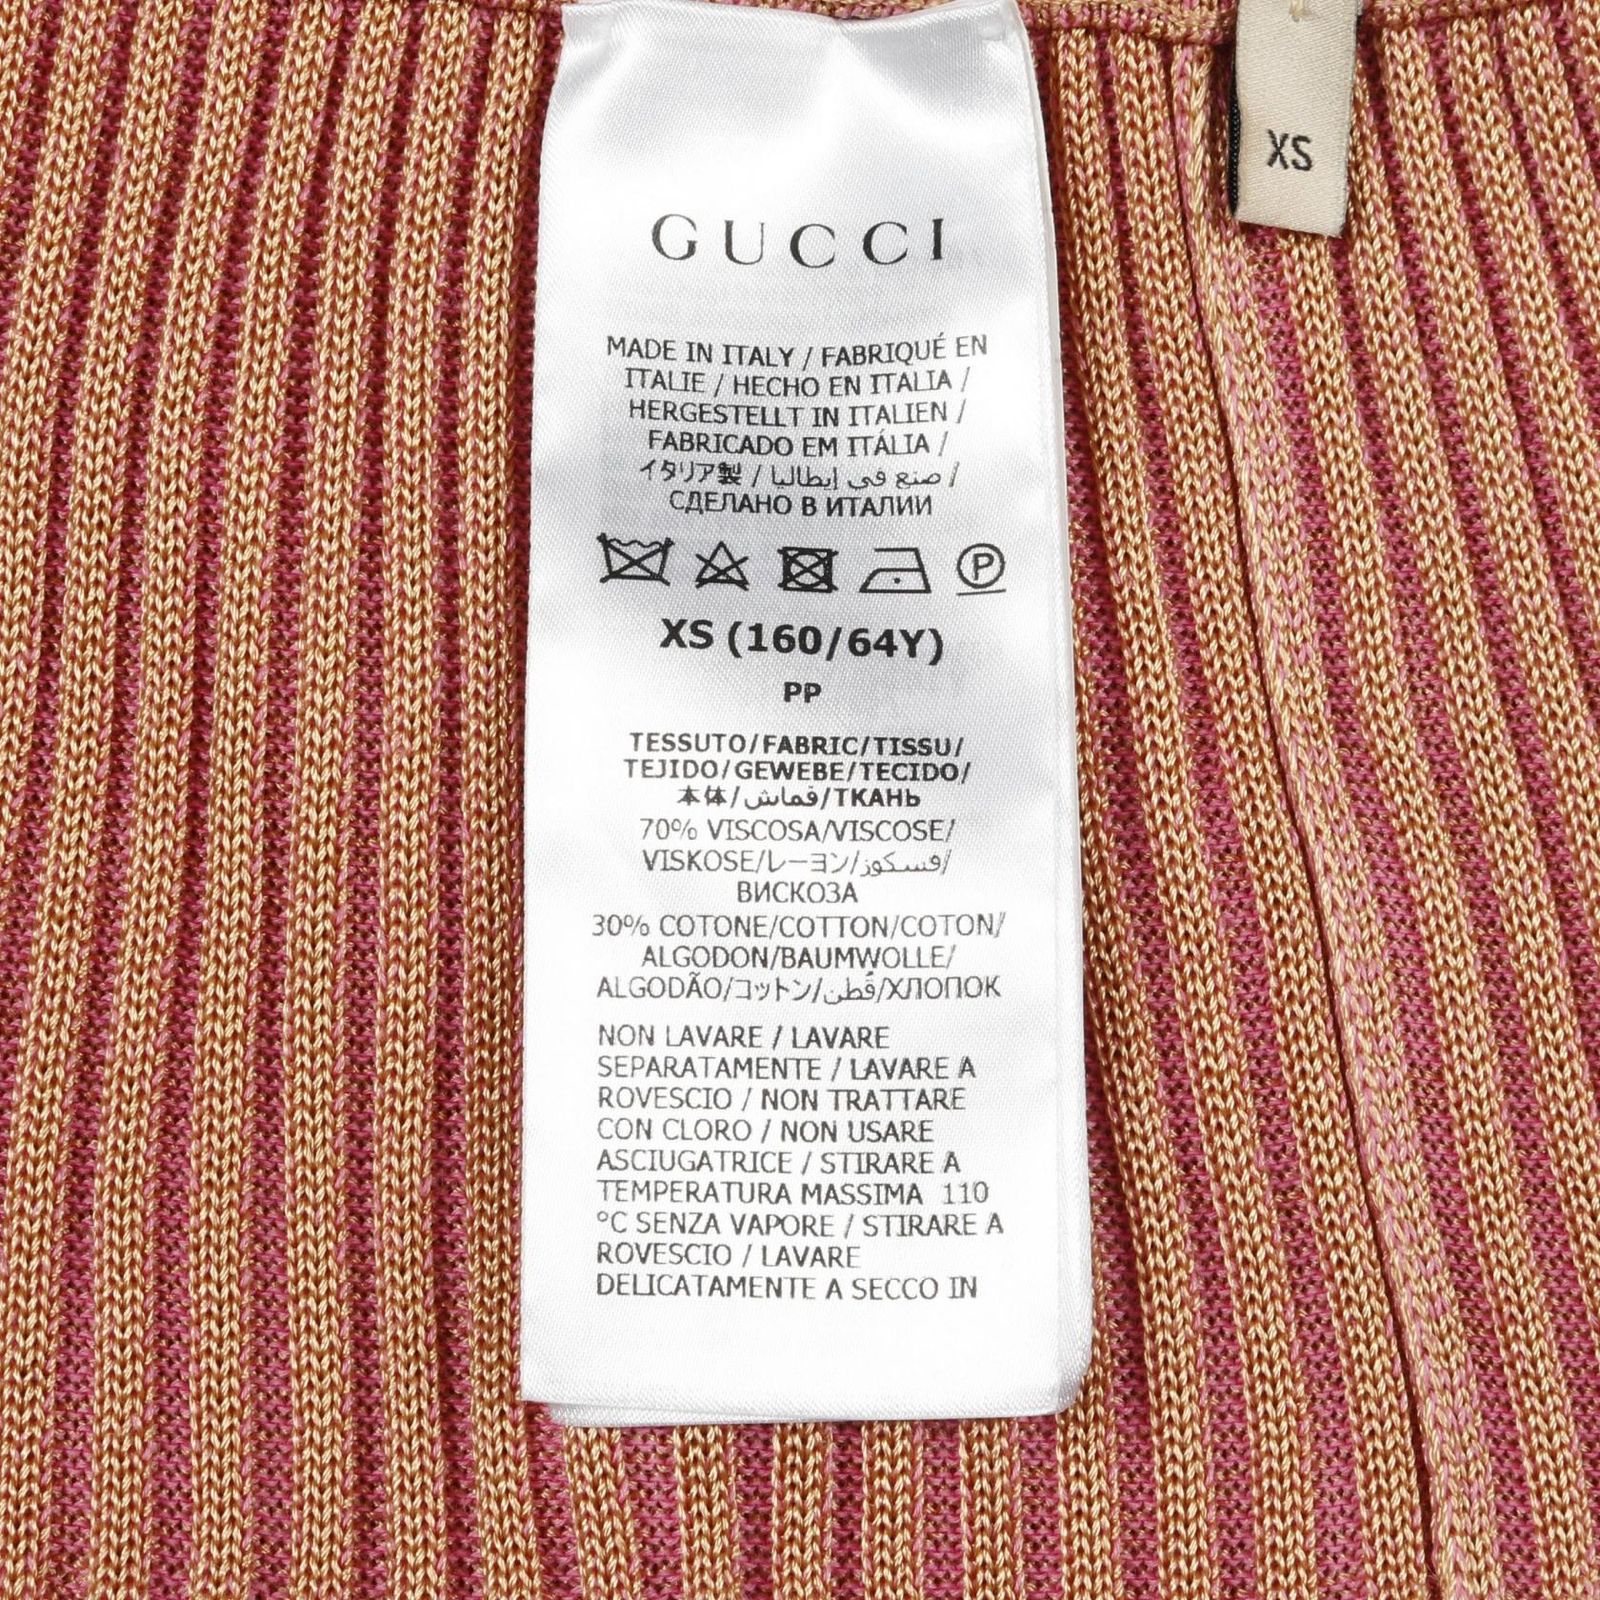 XS
GUCCI
MADE IN ITALY / FABRIQUÉ EN
ITALIE / HECHO EN ITALIA /
HERGESTELLT IN ITALIEN /
FABRICADO EM ITÁLIA /
イタリア製 / صنع في إيطاليا /
СДЕЛАНО В ИТАЛИИ
P
XS (160/64Y)
PP
TESSUTO/FABRIC/TISSU/
TEJIDO/GEWEBE/TECIDO/
本体/قماش/ТКАНЬ
70% VISCOSA/VISCOSE/
VISKOSE/レーヨン/فسكوز/
ВИСКОЗА
30% COTONE/COTTON/COTON/
ALGODON/BAUMWOLLE/
ALGODÃO/コットン/قطن/ХЛОПОК
NON LAVARE / LAVARE
SEPARATAMENTE / LAVARE A
ROVESCIO / NON TRATTARE
CON CLORO / NON USARE
ASCIUGATRICE / STIRARE A
TEMPERATURA MASSIMA 110
°C SENZA VAPORE / STIRARE A
ROVESCIO / LAVARE
DELICATAMENTE A SECCO IN